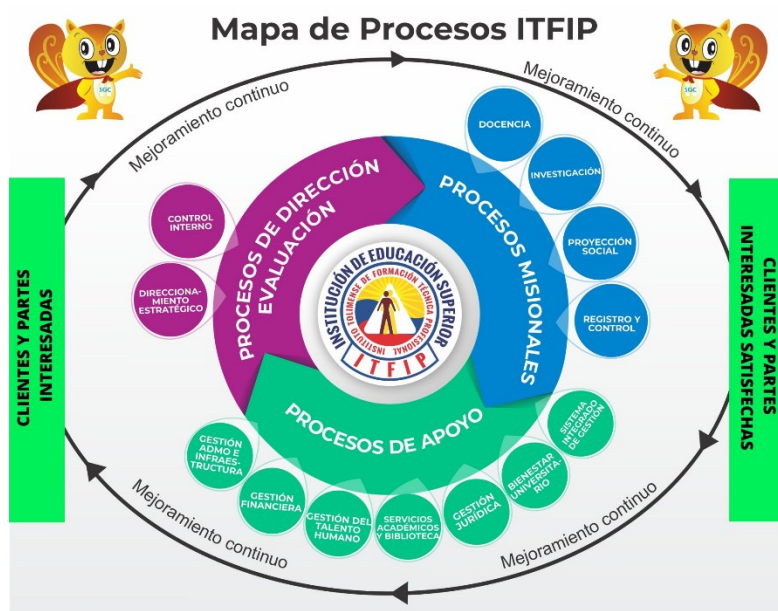 Mapa de Procesos ITFIP
SGC
SGC
Mejoramiento continuo
Mejoramiento continuo
CLIENTES Y PARTES
INTERESADAS
PROCESOS DE DIRECCIÓN
EVALUACIÓN
CONTROL
INTERNO
DIRECCIONA-
MIENTO
ESTRATÉGICO
PROCESOS MISIONALES
DOCENCIA
INVESTIGACIÓN
PROYECCIÓN
SOCIAL
REGISTRO Y
CONTROL
CLIENTES Y PARTES
INTERESADAS SATISFECHAS
INSTITUCIÓN DE EDUCACIÓN SUPERIOR
INSTITUTO TOLIMENSE DE FORMACIÓN TÉCNICA PROFESIONAL
ITFIP
PROCESOS DE APOYO
GESTIÓN
ADMO E
INFRAES-
TRUCTURA
GESTIÓN
FINANCIERA
GESTIÓN DEL
TALENTO
HUMANO
SERVICIOS
ACADÉMICOS
Y BIBLIOTECA
GESTIÓN
JURÍDICA
BIENESTAR
UNIVERSITA-
RIO
SISTEMA
INTEGRADO
DE GESTIÓN
Mejoramiento continuo
Mejoramiento continuo